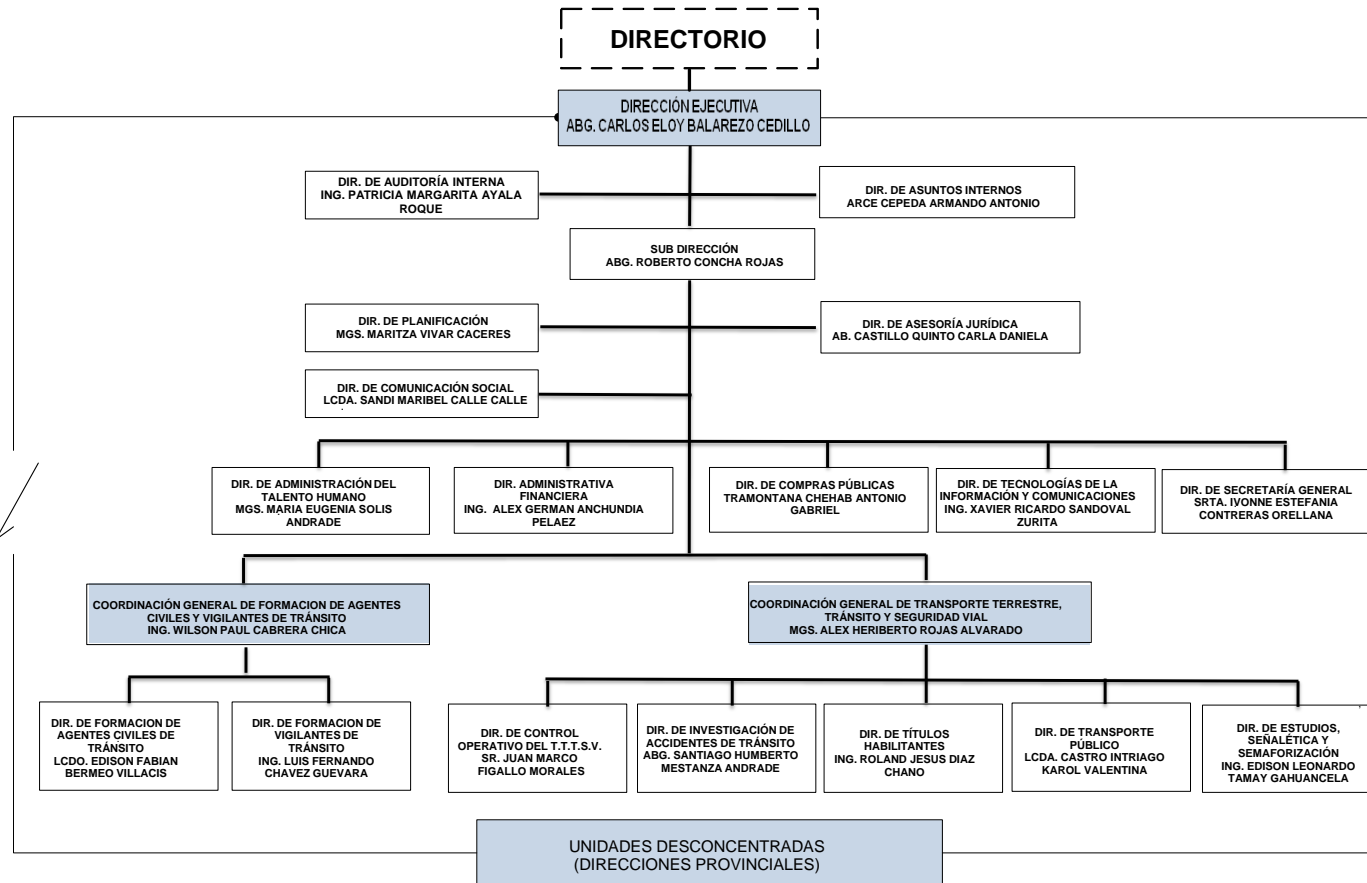 DIRECTORIO
DIRECCIÓN EJECUTIVA
ABG. CARLOS ELOY BALAREZO CEDILLO
DIR. DE AUDITORÍA INTERNA
ING. PATRICIA MARGARITA AYALA
ROQUE
DIR. DE ASUNTOS INTERNOS
ARCE CEPEDA ARMANDO ANTONIO
SUB DIRECCIÓN
ABG. ROBERTO CONCHA ROJAS
DIR. DE PLANIFICACIÓN
MGS. MARITZA VIVAR CACERES
DIR. DE ASESORÍA JURÍDICA
AB. CASTILLO QUINTO CARLA DANIELA
DIR. DE COMUNICACIÓN SOCIAL
LCDA. SANDI MARIBEL CALLE CALLE
DIR. DE ADMINISTRACIÓN DEL
TALENTO HUMANO
MGS. MARIA EUGENIA SOLIS
ANDRADE
DIR. ADMINISTRATIVA
FINANCIERA
ING. ALEX GERMAN ANCHUNDIA
PELAEZ
DIR. DE COMPRAS PÚBLICAS
TRAMONTANA CHEHAB ANTONIO
GABRIEL
DIR. DE TECNOLOGÍAS DE LA
INFORMACIÓN Y COMUNICACIONES
ING. XAVIER RICARDO SANDOVAL
ZURITA
DIR. DE SECRETARÍA GENERAL
SRTA. IVONNE ESTEFANIA
CONTRERAS ORELLANA
COORDINACIÓN GENERAL DE FORMACION DE AGENTES
CIVILES Y VIGILANTES DE TRÁNSITO
ING. WILSON PAUL CABRERA CHICA
COORDINACIÓN GENERAL DE TRANSPORTE TERRESTRE,
TRÁNSITO Y SEGURIDAD VIAL
MGS. ALEX HERIBERTO ROJAS ALVARADO
DIR. DE FORMACION DE
AGENTES CIVILES DE
TRÁNSITO
LCDO. EDISON FABIAN
BERMEO VILLACIS
DIR. DE FORMACION DE
VIGILANTES DE
TRÁNSITO
ING. LUIS FERNANDO
CHAVEZ GUEVARA
DIR. DE CONTROL
OPERATIVO DEL T.T.T.S.V.
SR. JUAN MARCO
FIGALLO MORALES
DIR. DE INVESTIGACIÓN DE
ACCIDENTES DE TRÁNSITO
ABG. SANTIAGO HUMBERTO
MESTANZA ANDRADE
DIR. DE TÍTULOS
HABILITANTES
ING. ROLAND JESUS DIAZ
CHANO
DIR. DE TRANSPORTE
PÚBLICO
LCDA. CASTRO INTRIAGO
KAROL VALENTINA
DIR. DE ESTUDIOS,
SEÑALÉTICA Y
SEMAFORIZACIÓN
ING. EDISON LEONARDO
TAMAY GAHUANCELA
UNIDADES DESCONCENTRADAS
(DIRECCIONES PROVINCIALES)